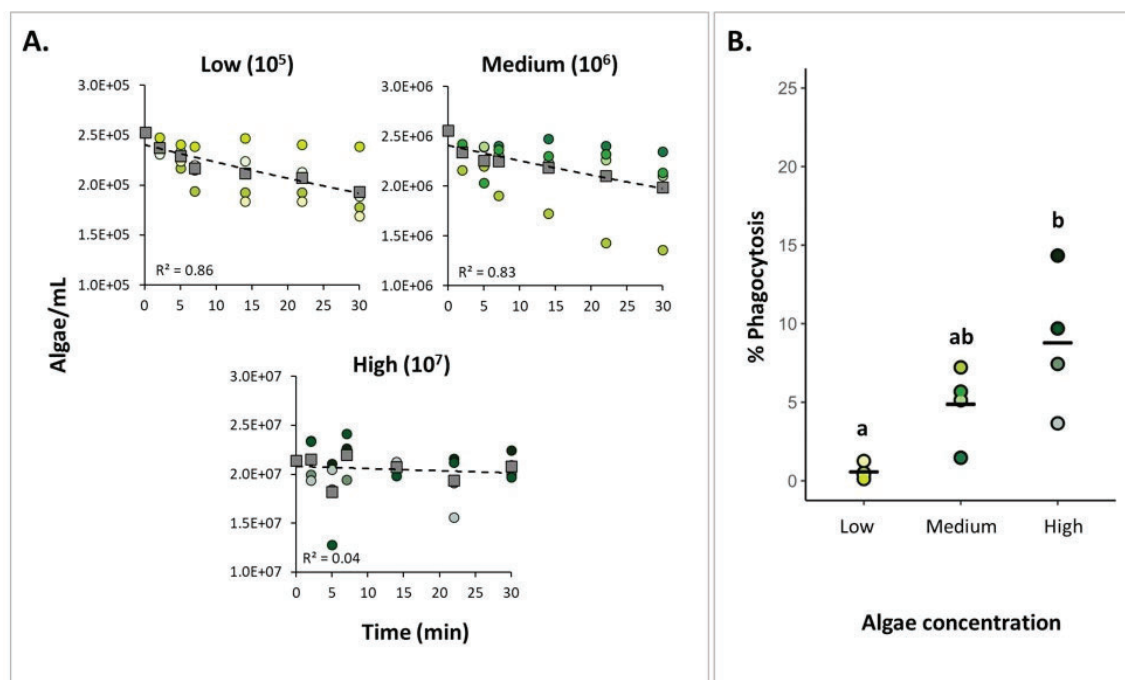 A.
Low (10⁵)
3.0E+05
2.5E+05
2.0E+05
1.5E+05
1.0E+05
R² = 0.86
0 5 10 15 20 25 30
Medium (10⁶)
3.0E+06
2.5E+06
2.0E+06
1.5E+06
1.0E+06
R² = 0.83
0 5 10 15 20 25 30
Algae/mL
High (10⁷)
3.0E+07
2.5E+07
2.0E+07
1.5E+07
1.0E+07
R² = 0.04
0 5 10 15 20 25 30
Time (min)
B.
% Phagocytosis
25
20
15
10
5
0
a
ab
b
Low Medium High
Algae concentration